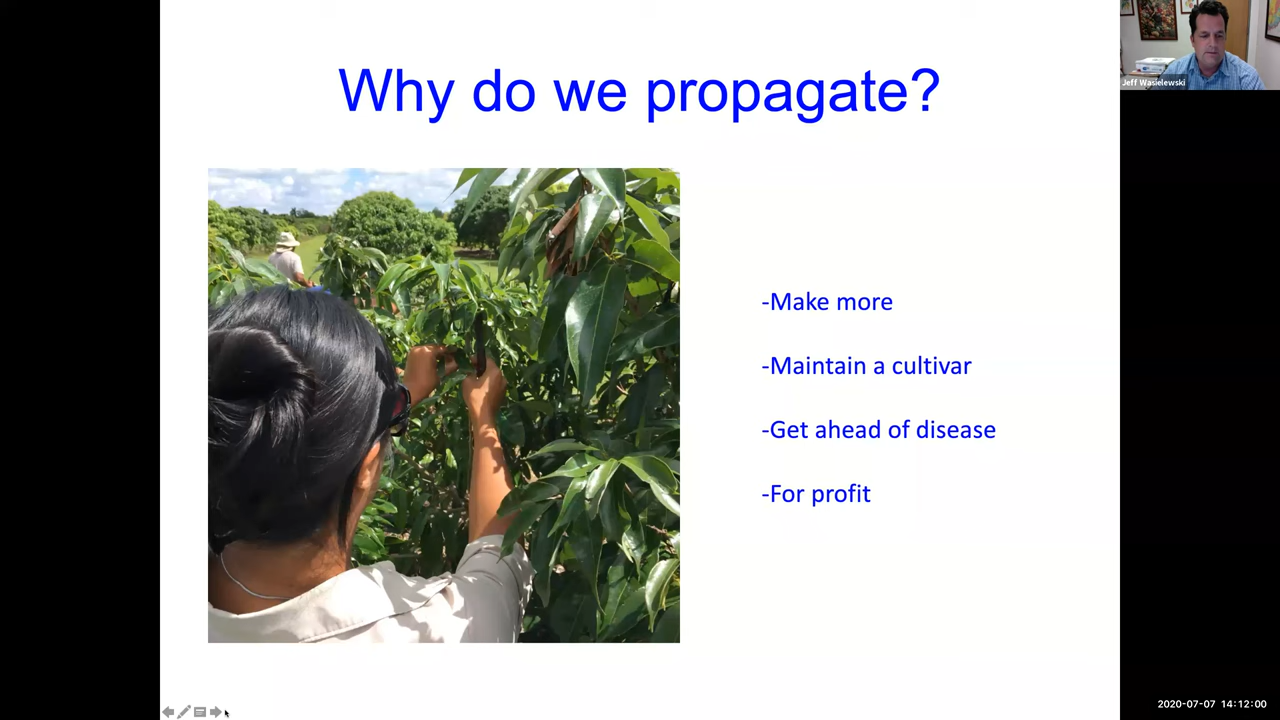 Why do we propagate?
Jeff Wasielewski
-Make more
-Maintain a cultivar
-Get ahead of disease
-For profit
2020-07-07 14:12:00